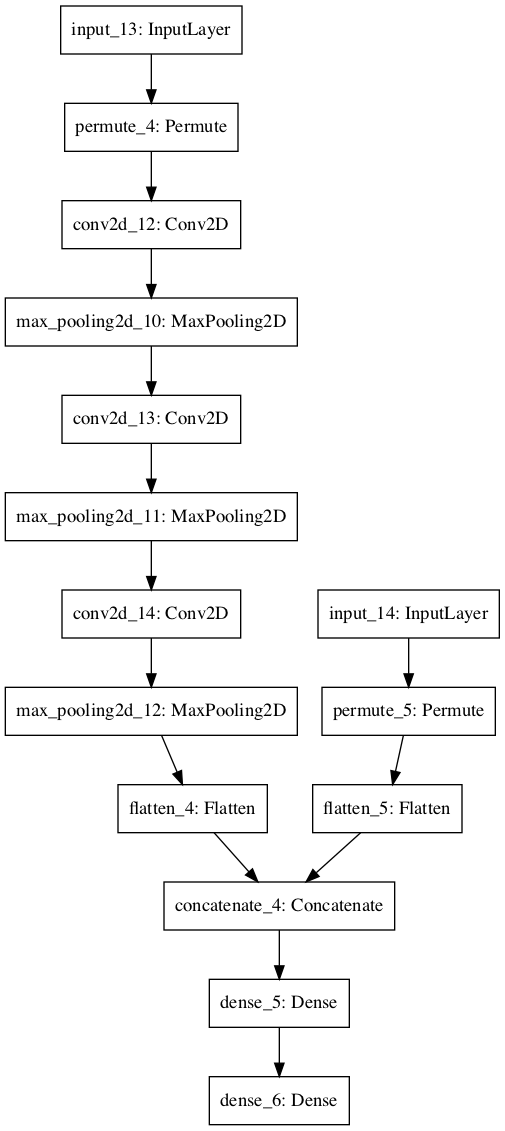 input_13: InputLayer
permute_4: Permute
conv2d_12: Conv2D
max_pooling2d_10: MaxPooling2D
conv2d_13: Conv2D
max_pooling2d_11: MaxPooling2D
conv2d_14: Conv2D
input_14: InputLayer
max_pooling2d_12: MaxPooling2D
permute_5: Permute
flatten_4: Flatten
flatten_5: Flatten
concatenate_4: Concatenate
dense_5: Dense
dense_6: Dense